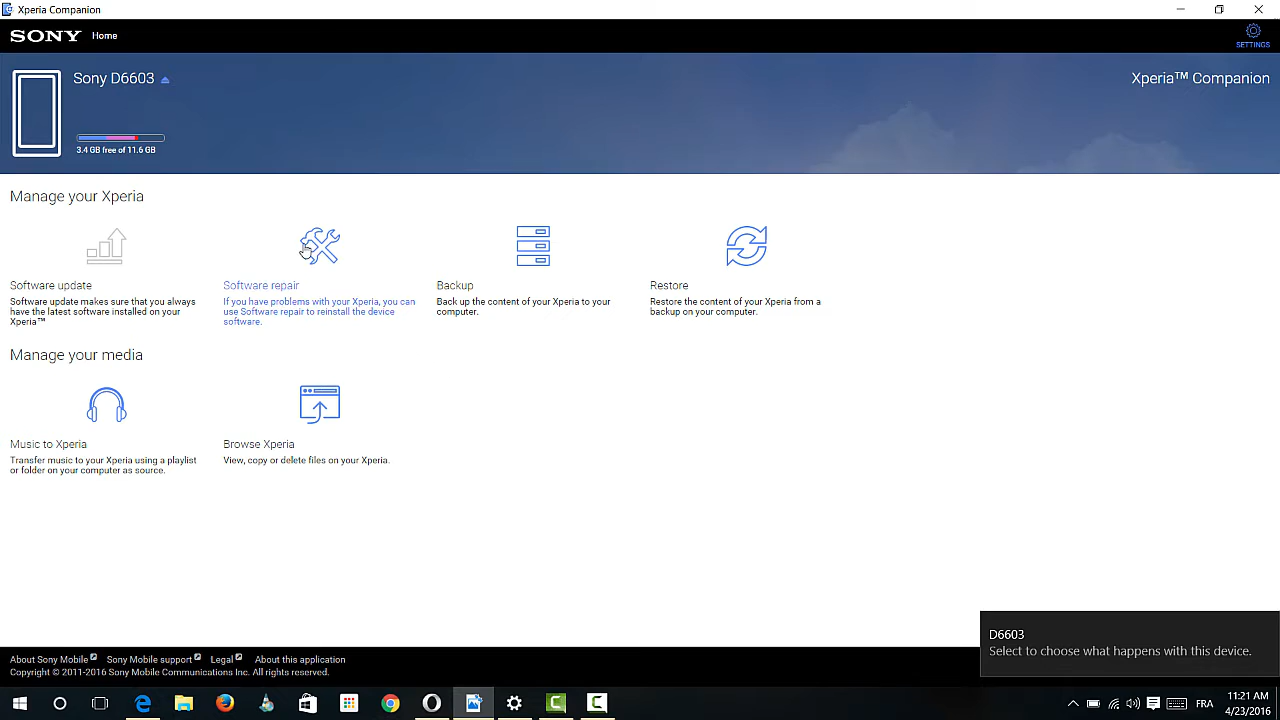 Xperia Companion
SONY Home
SETTINGS
Sony D6603
Xperia™ Companion
3.4 GB free of 11.6 GB
Manage your Xperia
Software update
Software update makes sure that you always
have the latest software installed on your
Xperia™
Software repair
If you have problems with your Xperia, you can
use Software repair to reinstall the device
software.
Backup
Back up the content of your Xperia to your
computer.
Restore
Restore the content of your Xperia from a
backup on your computer.
Manage your media
Music to Xperia
Transfer music to your Xperia using a playlist
or folder on your computer as source.
Browse Xperia
View, copy or delete files on your Xperia.
D6603
Select to choose what happens with this device.
About Sony Mobile Sony Mobile support Legal About this application
Copyright © 2011-2016 Sony Mobile Communications Inc. All rights reserved.
FRA
11:21 AM
4/23/2016